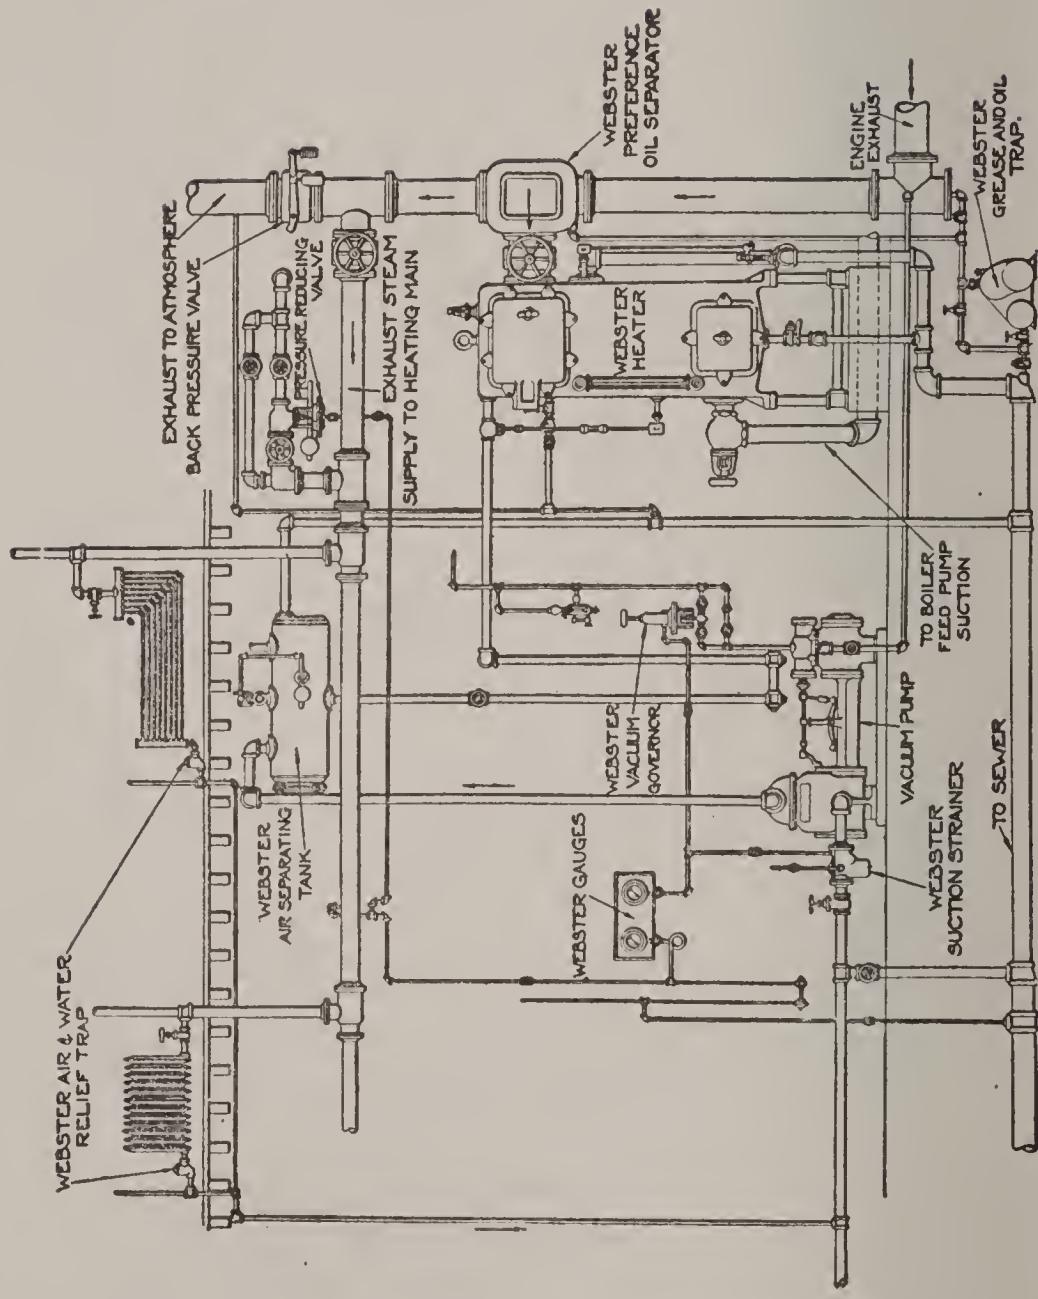 WEBSTER AIR & WATER
RELIEF TRAP
EXHAUST TO ATMOSPHERE
BACK PRESSURE VALVE
PRESSURE REDUCING
VALVE
EXHAUST STEAM
SUPPLY TO HEATING MAIN
WEBSTER
PREFERENCE
OIL SEPARATOR
WEBSTER
AIR SEPARATING
TANK
WEBSTER
HEATER
ENGINE
EXHAUST
WEBSTER
GREASE AND OIL
TRAP.
WEBSTER GAUGES
WEBSTER
VACUUM
GOVERNOR
TO BOILER
FEED PUMP
SUCTION
VACUUM PUMP
WEBSTER
SUCTION STRAINER
TO SEWER